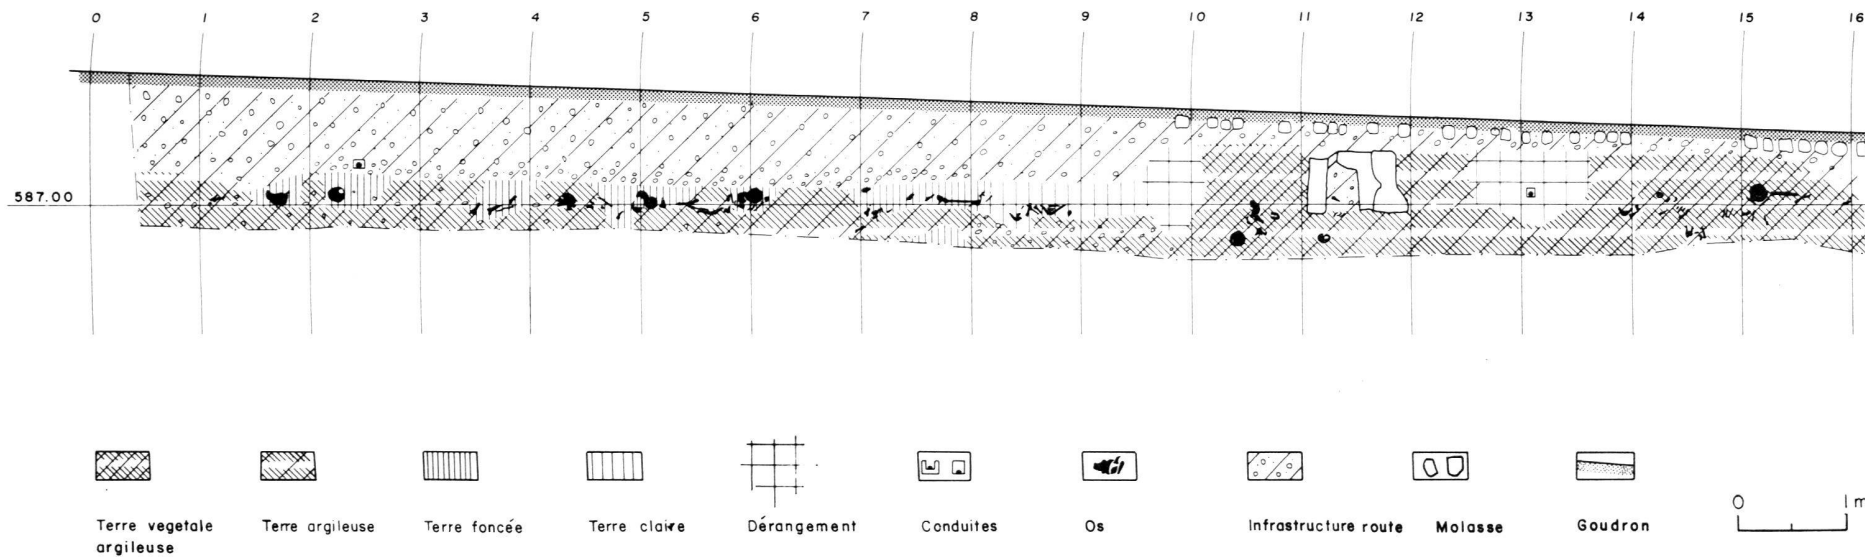 0 1 2 3 4 5 6 7 8 9 10 11 12 13 14 15 16
587.00
Terre vegetale
argileuse
Terre argileuse
Terre foncée
Terre claire
Dérangement
Conduites
Os
Infrastructure route
Molasse
Goudron
0 1 m